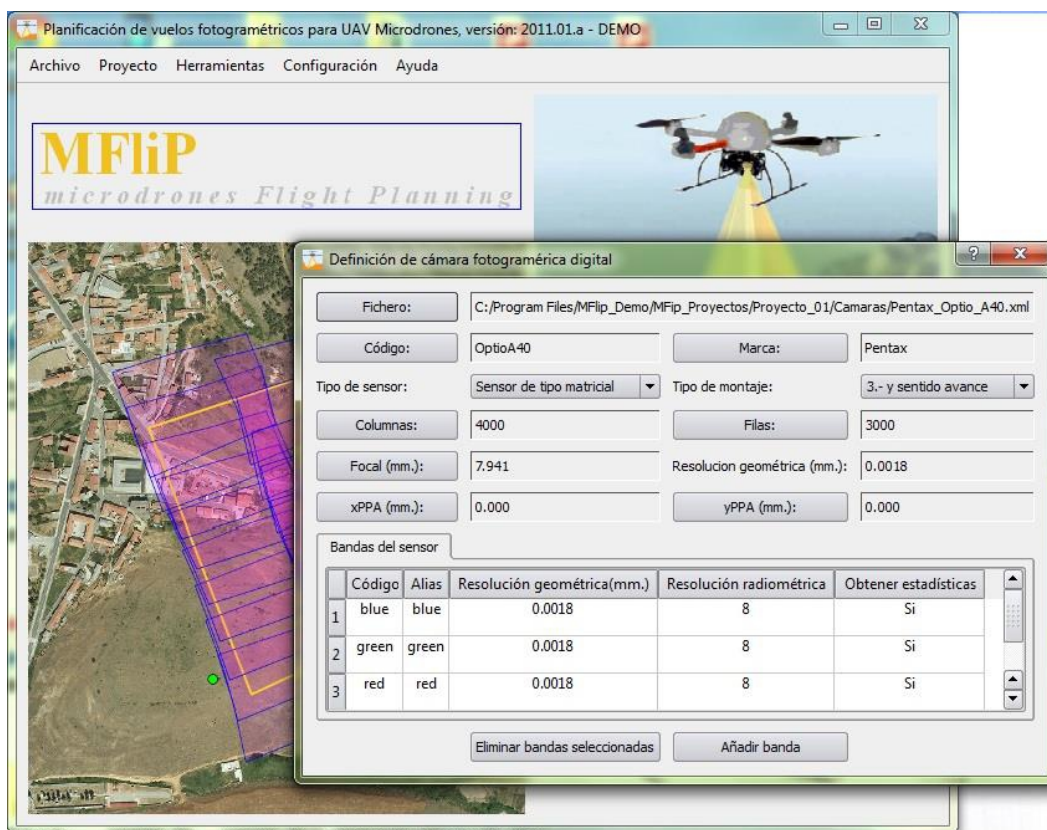 Planificación de vuelos fotogramétricos para UAV Microdrones, versión: 2011.01.a - DEMO
Archivo Proyecto Herramientas Configuración Ayuda
MFliP
microdrones Flight Planning
Definición de cámara fotogramérica digital
Fichero: C:/Program Files/MFlip_Demo/MFip_Proyectos/Proyecto_01/Camaras/Pentax_Optio_A40.xml
Código: OptioA40 Marca: Pentax
Tipo de sensor: Sensor de tipo matricial Tipo de montaje: 3.- y sentido avance
Columnas: 4000 Filas: 3000
Focal (mm.): 7.941 Resolucion geométrica (mm.): 0.0018
xPPA (mm.): 0.000 yPPA (mm.): 0.000
Bandas del sensor
Código Alias Resolución geométrica(mm.) Resolución radiométrica Obtener estadísticas
1 blue blue 0.0018 8 Si
2 green green 0.0018 8 Si
3 red red 0.0018 8 Si
Eliminar bandas seleccionadas Añadir banda